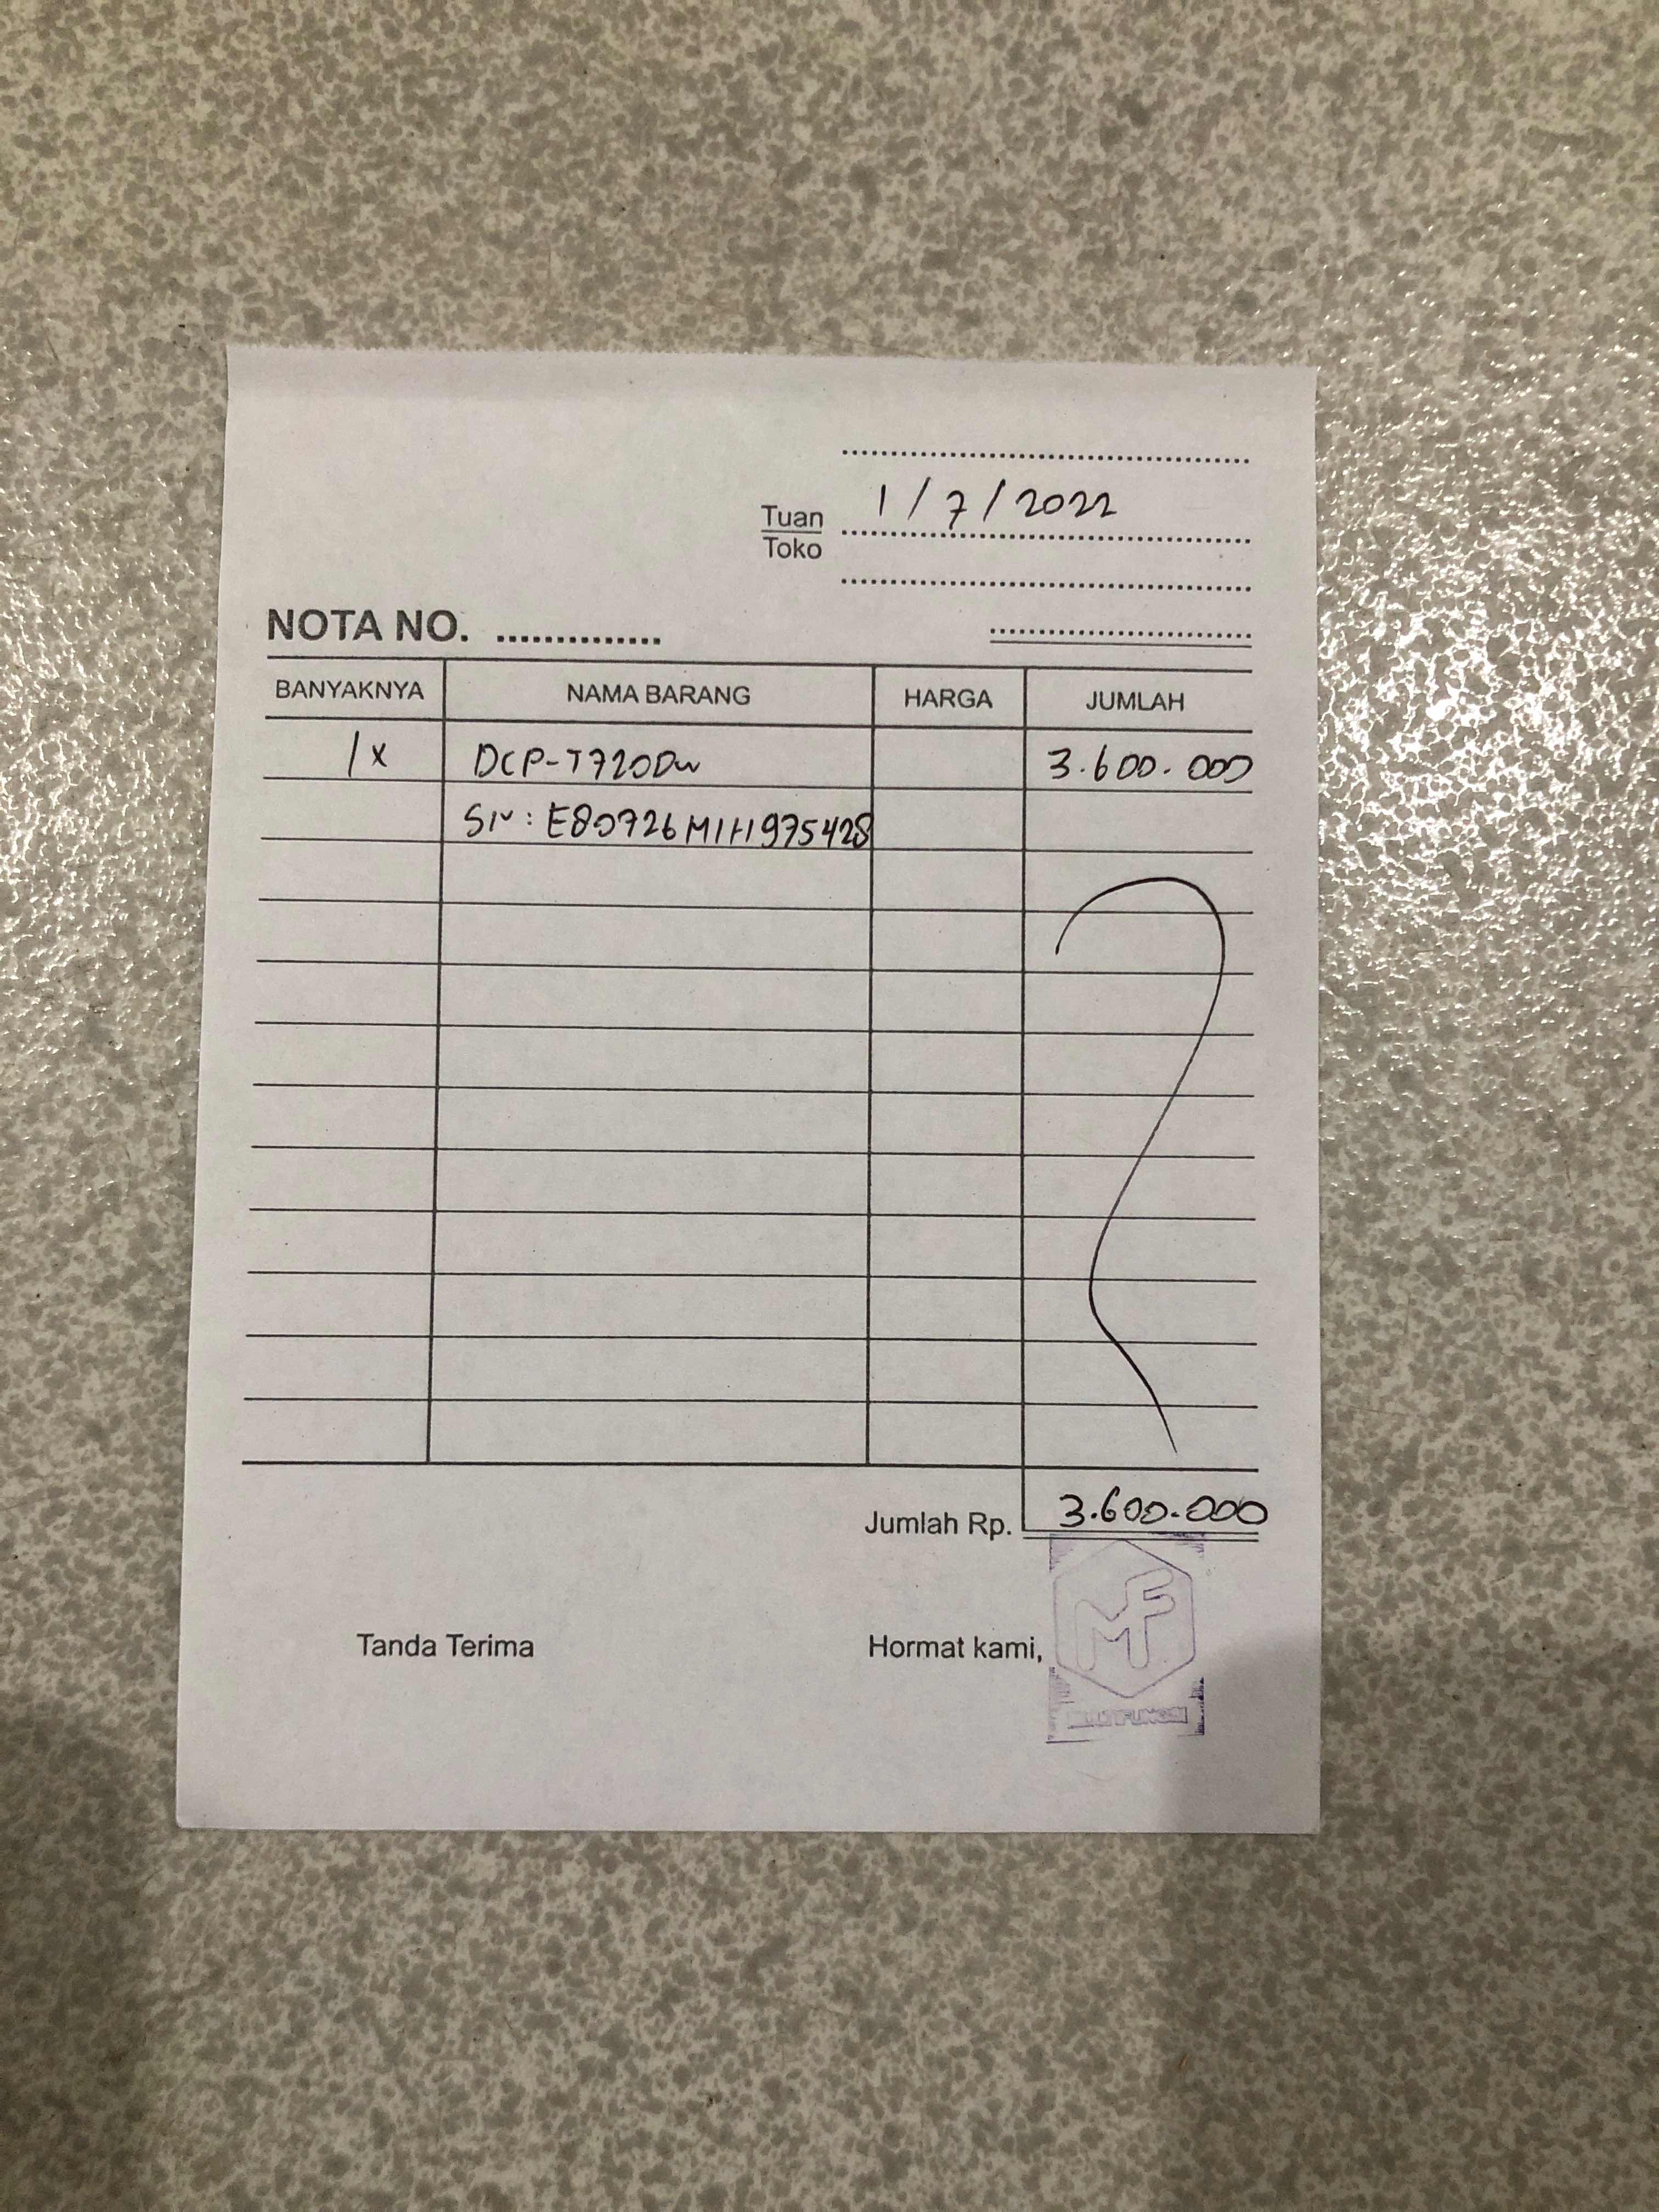 1/7/2022
Tuan
Toko
NOTA NO. ..............
BANYAKNYA NAMA BARANG HARGA JUMLAH
1x DCP-T720DW 3.600.000
SN: E80726M1H975428
Jumlah Rp. 3.600.000
Tanda Terima Hormat kami,
MF
MULTIFUNGSI